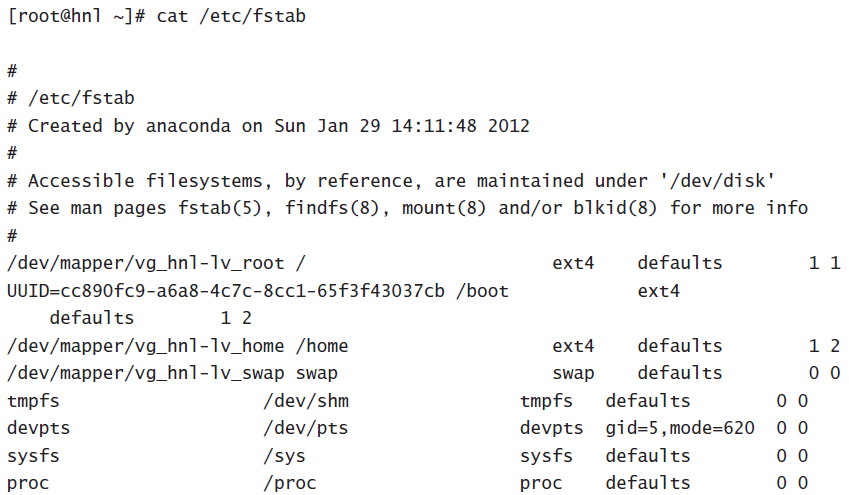 [root@hnl ~]# cat /etc/fstab
#
# /etc/fstab
# Created by anaconda on Sun Jan 29 14:11:48 2012
#
# Accessible filesystems, by reference, are maintained under '/dev/disk'
# See man pages fstab(5), findfs(8), mount(8) and/or blkid(8) for more info
#
/dev/mapper/vg_hnl-lv_root / ext4 defaults 1 1
UUID=cc890fc9-a6a8-4c7c-8cc1-65f3f43037cb /boot ext4
defaults 1 2
/dev/mapper/vg_hnl-lv_home /home ext4 defaults 1 2
/dev/mapper/vg_hnl-lv_swap swap swap defaults 0 0
tmpfs /dev/shm tmpfs defaults 0 0
devpts /dev/pts devpts gid=5,mode=620 0 0
sysfs /sys sysfs defaults 0 0
proc /proc proc defaults 0 0